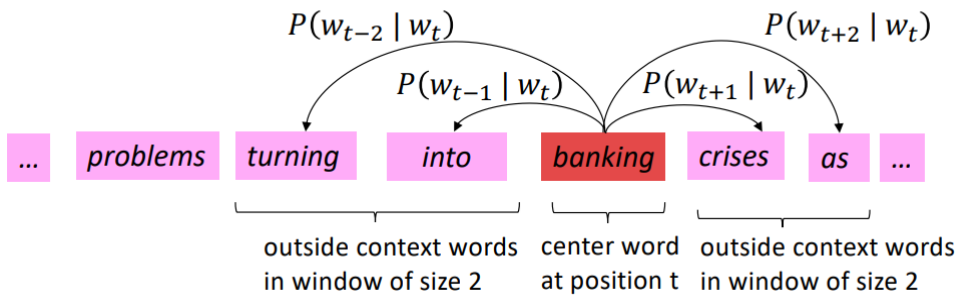 P(w_{t-2} | w_t) P(w_{t+2} | w_t)
P(w_{t-1} | w_t) P(w_{t+1} | w_t)
... problems turning into banking crises as ...
outside context words
in window of size 2
center word
at position t
outside context words
in window of size 2